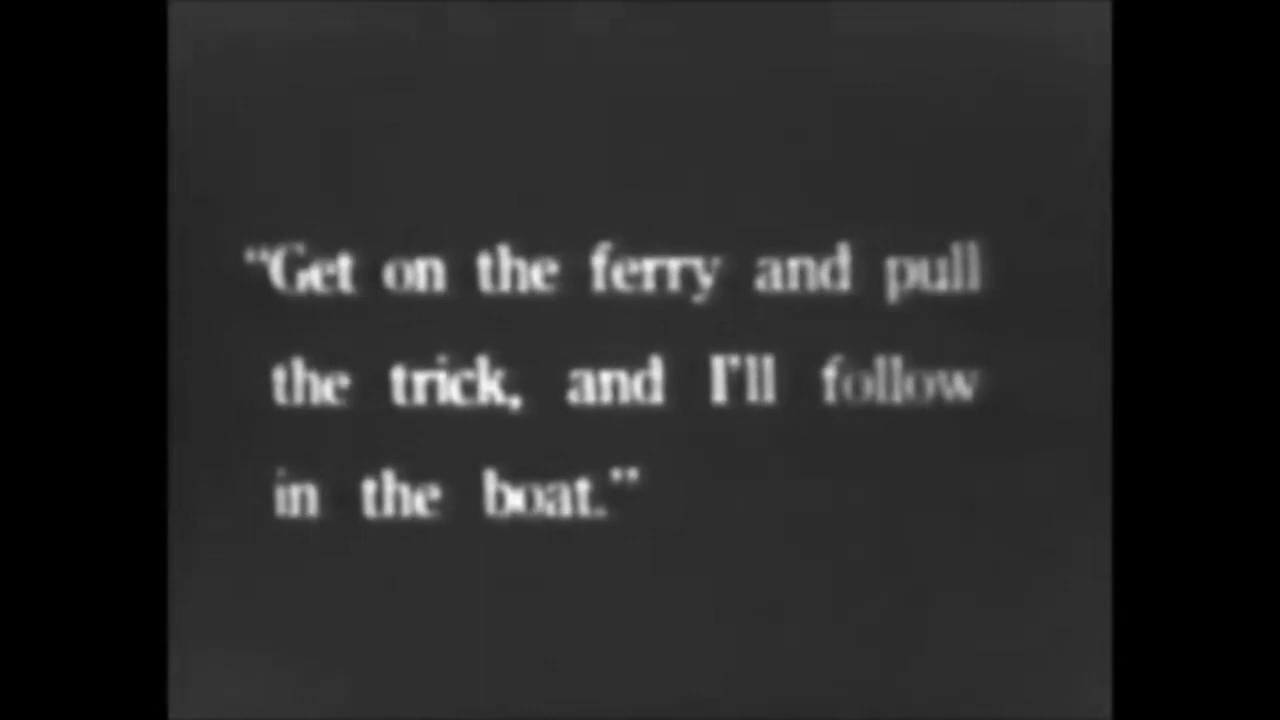 “Get on the ferry and pull
the trick, and I'll follow
in the boat.”